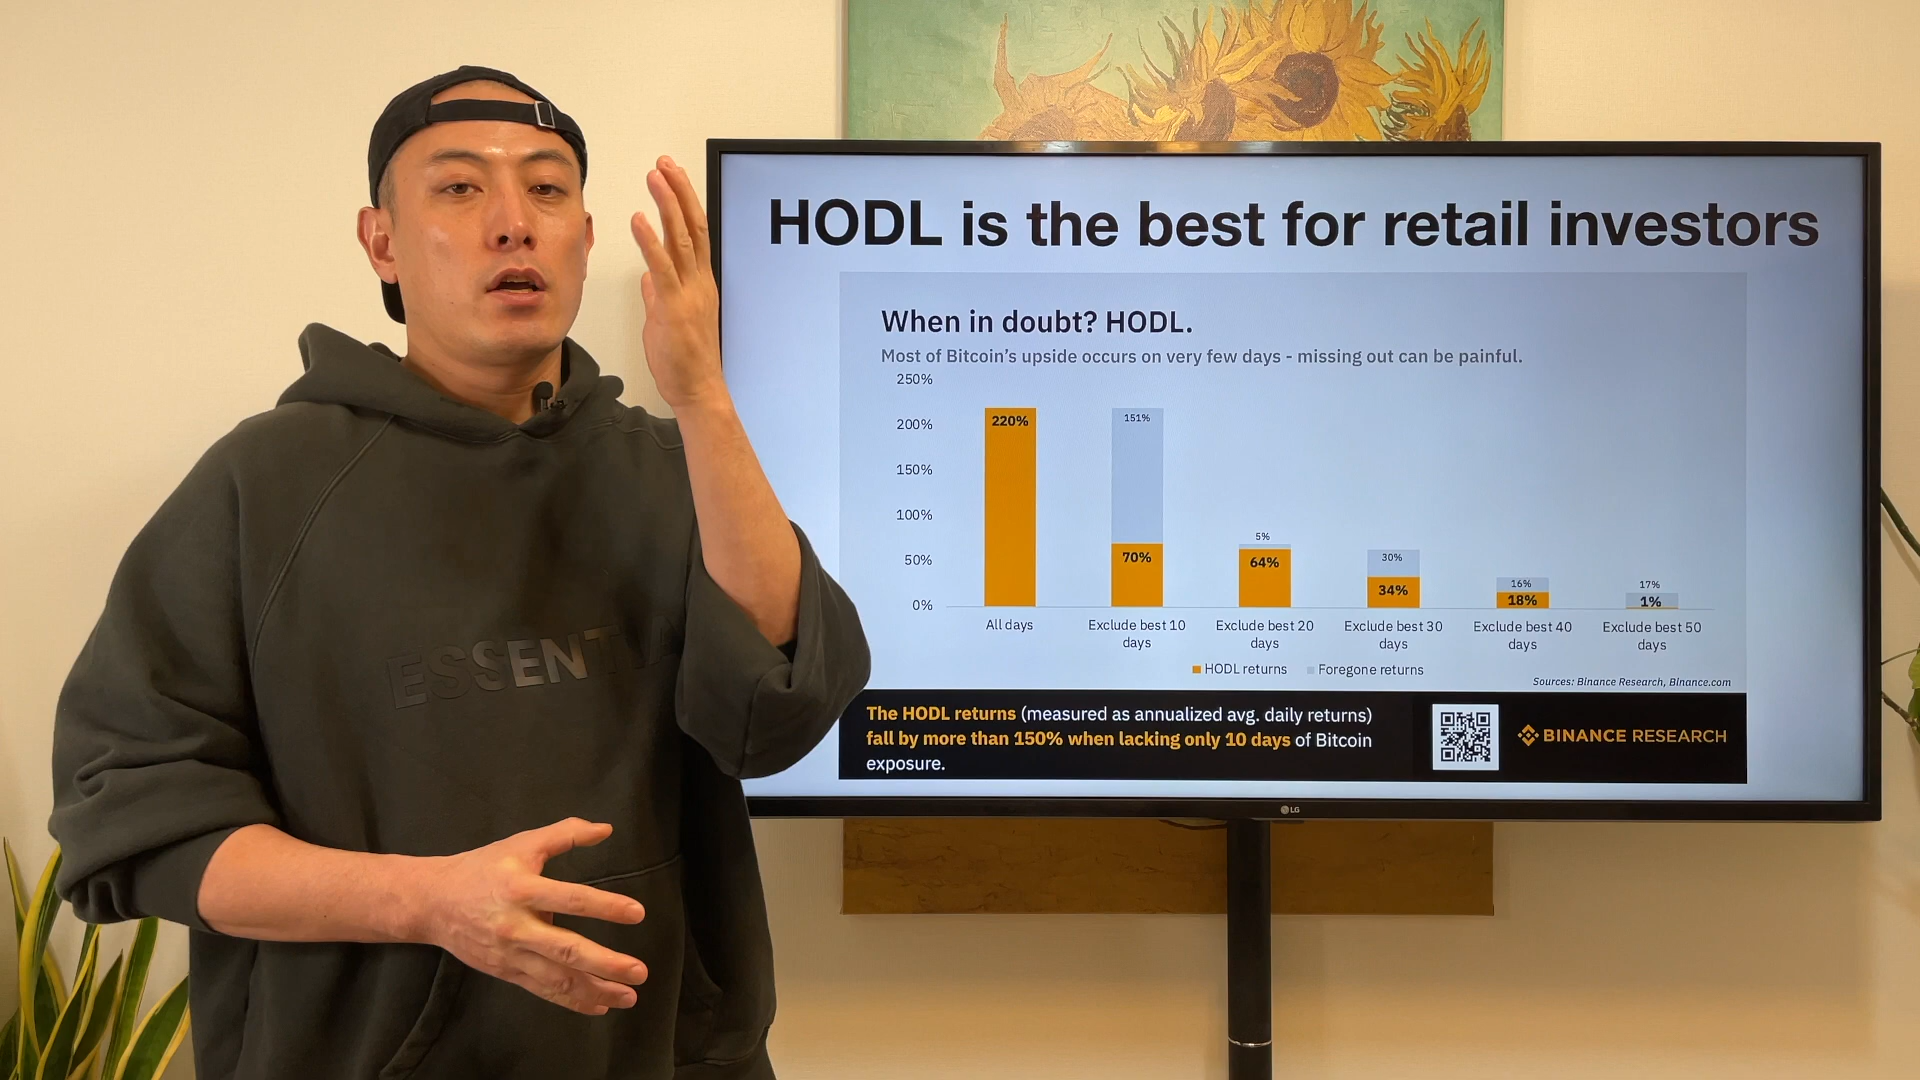 HODL is the best for retail investors
When in doubt? HODL.
Most of Bitcoin's upside occurs on very few days - missing out can be painful.
250%
200%
150%
100%
50%
0%
220%
151%
70%
5%
64%
30%
34%
16%
18%
17%
1%
All days
Exclude best 10
days
Exclude best 20
days
Exclude best 30
days
Exclude best 40
days
Exclude best 50
days
HODL returns
Foregone returns
Sources: Binance Research, Binance.com
The HODL returns (measured as annualized avg. daily returns)
fall by more than 150% when lacking only 10 days of Bitcoin
exposure.
BINANCE RESEARCH
LG